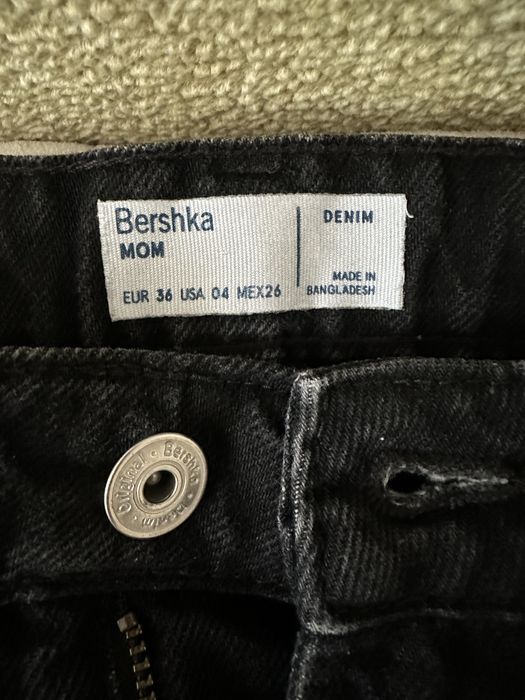 Bershka
MOM
EUR 36 USA 04 MEX26
DENIM
MADE IN
BANGLADESH
Original · Bershka · Denim ·